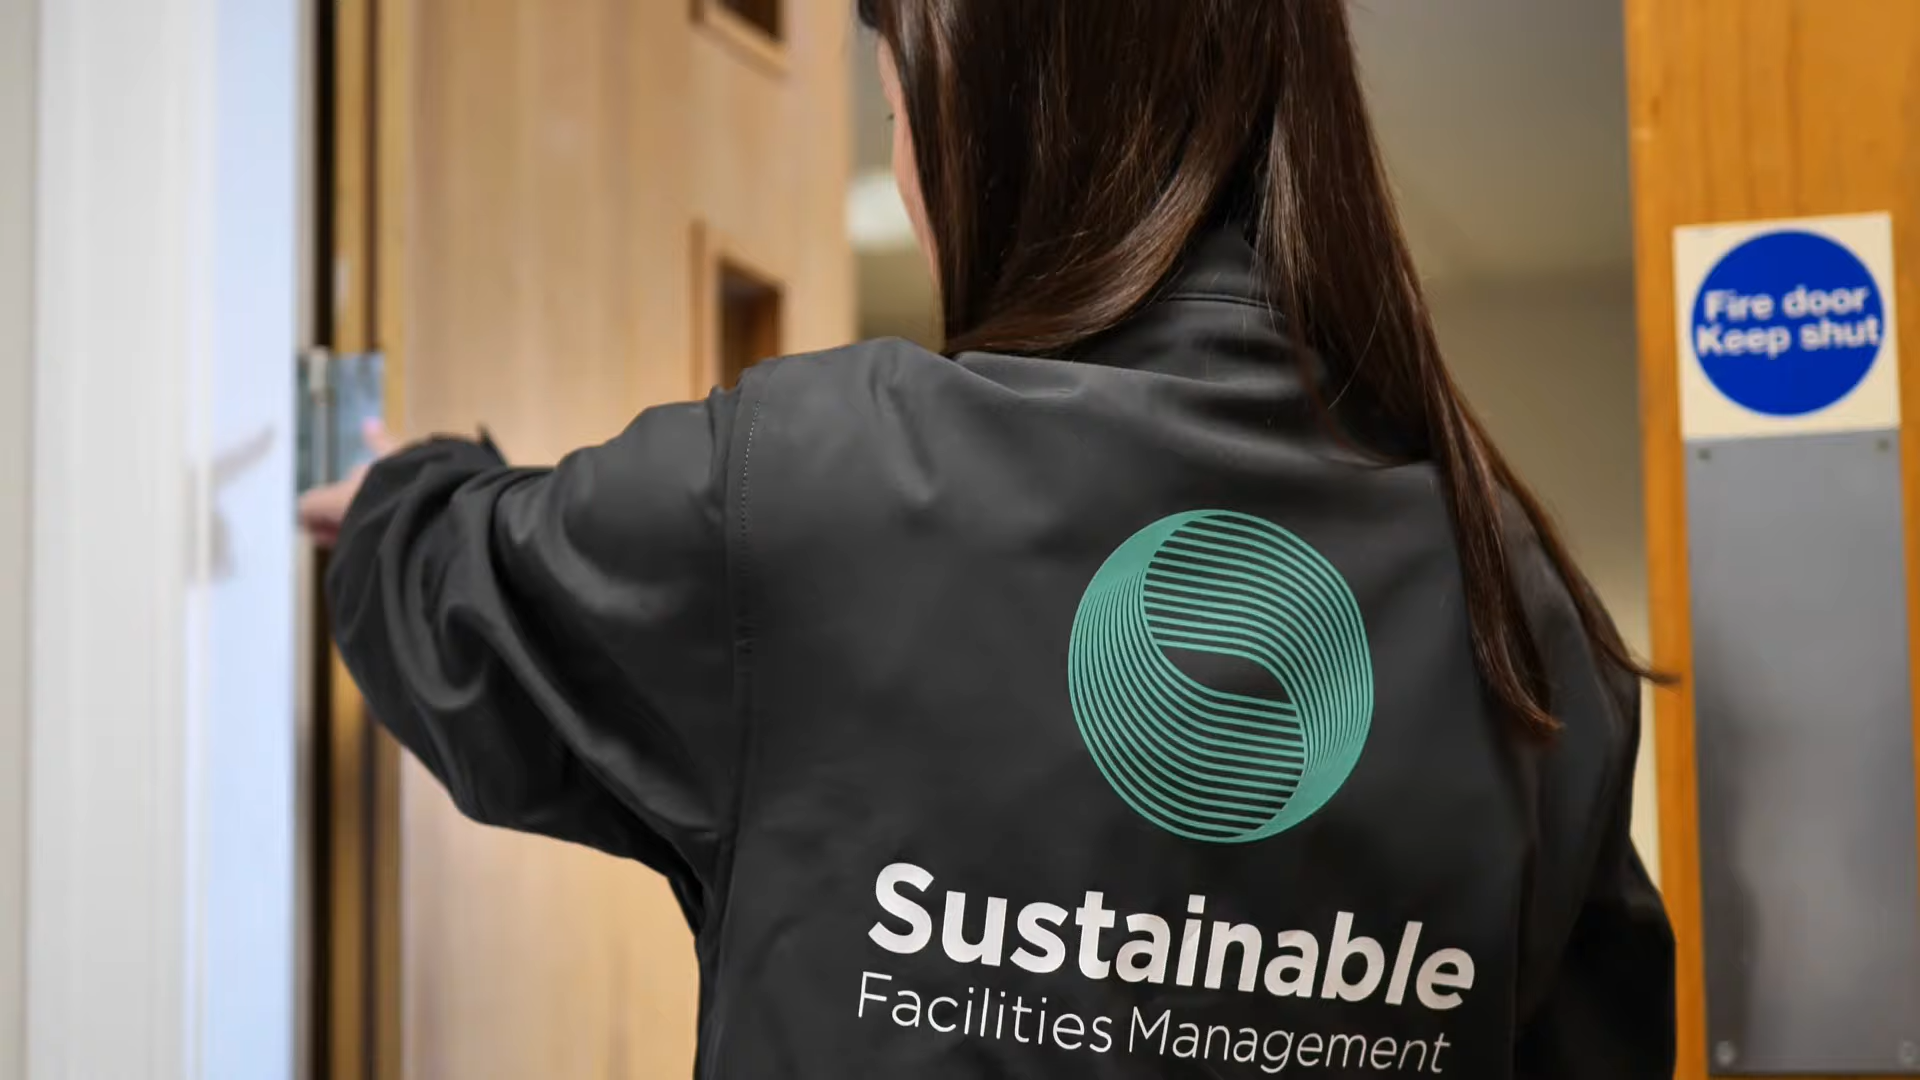 Fire door
Keep shut
Sustainable
Facilities Management